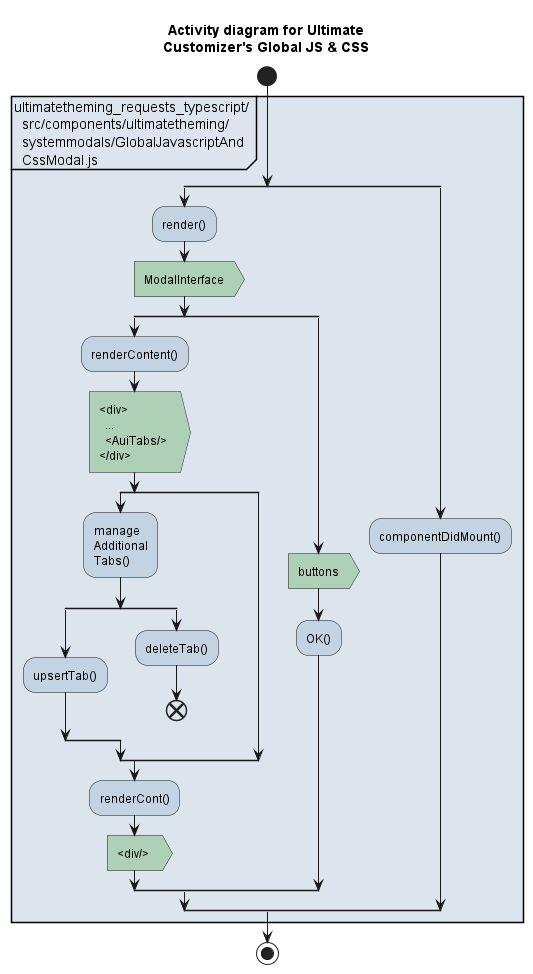 Activity diagram for Ultimate
Customizer's Global JS & CSS
ultimatetheming_requests_typescript/
src/components/ultimatetheming/
systemmodals/GlobalJavascriptAnd
CssModal.js
render()
ModalInterface
renderContent()
<div>
...
<AuiTabs/>
</div>
manage
Additional
Tabs()
componentDidMount()
buttons
OK()
deleteTab()
upsertTab()
renderCont()
<div/>